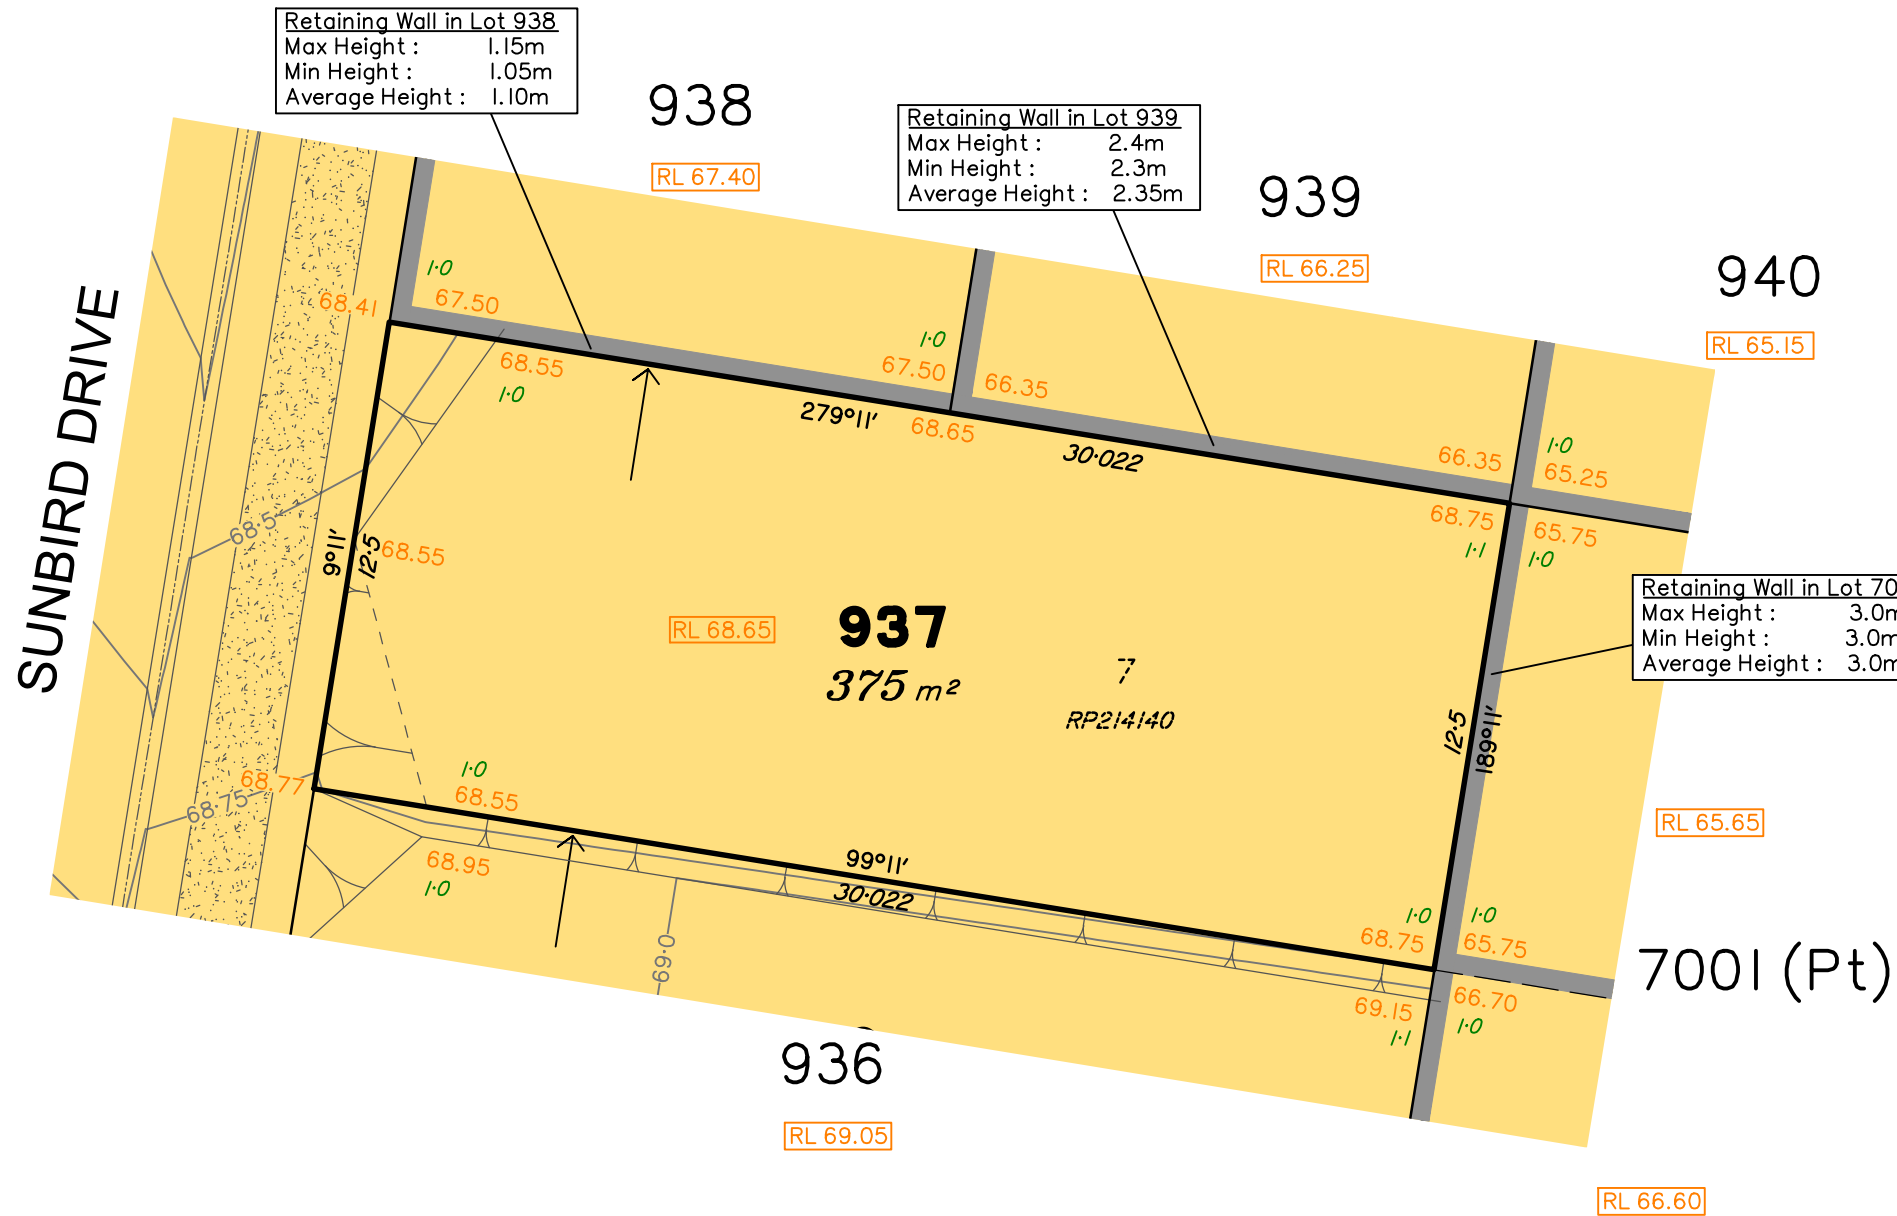 Retaining Wall in Lot 938
Max Height : 1.15m
Min Height : 1.05m
Average Height : 1.10m
938
RL 67.40
Retaining Wall in Lot 939
Max Height : 2.4m
Min Height : 2.3m
Average Height : 2.35m
939
RL 66.25
940
RL 65.15
SUNBIRD DRIVE
1·0
68.41
67.50
68.55
1·0
1·0
67.50
66.35
279°11'
68.65
30·022
66.35
1·0
65.25
68.75
1·1
65.75
1·0
68·5
9°11'
12·5
68.55
RL 68.65
937
375 m²
7
RP214140
Retaining Wall in Lot 70
Max Height : 3.0m
Min Height : 3.0m
Average Height : 3.0m
12·5
189°11'
68.77
68·75
1·0
68.55
68.95
1·0
99°11'
30·022
RL 65.65
1·0
68.75
1·0
65.75
7001 (Pt)
69·0
69.15
1·1
66.70
1·0
936
RL 69.05
RL 66.60